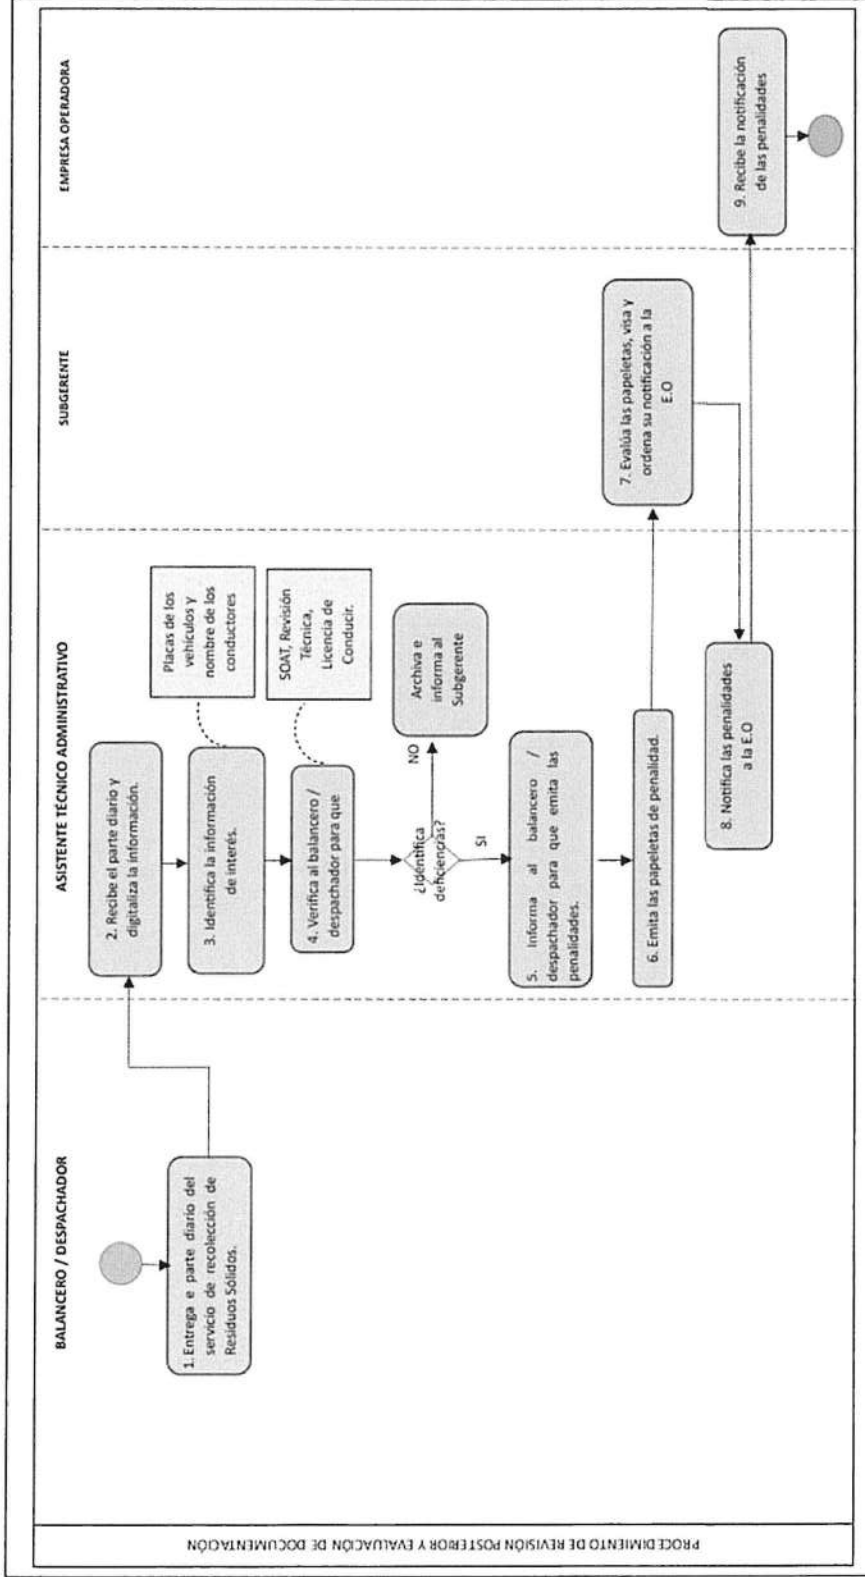 PROCEDIMIENTO DE REVISIÓN POSTERIOR Y EVALUACIÓN DE DOCUMENTACIÓN
BALANCERO / DESPACHADOR
ASISTENTE TÉCNICO ADMINISTRATIVO
SUBGERENTE
EMPRESA OPERADORA
1. Entrega e parte diario del
servicio de recolección de
Residuos Sólidos.
2. Recibe el parte diario y
digitaliza la información.
3. Identifica la información
de interés.
Placas de los
vehículos y
nombre de los
conductores
4. Verifica al balancero /
despachador para que
SOAT, Revisión
Técnica,
Licencia de
Conducir.
¿Identifica
deficiencias?
NO
Archiva e
informa al
Subgerente
SI
5. Informa al balancero /
despachador para que emita las
penalidades.
6. Emita las papeletas de penalidad.
7. Evalúa las papeletas, visa y
ordena su notificación a la
E.O
8. Notifica las penalidades
a la E.O
9. Recibe la notificación
de las penalidades